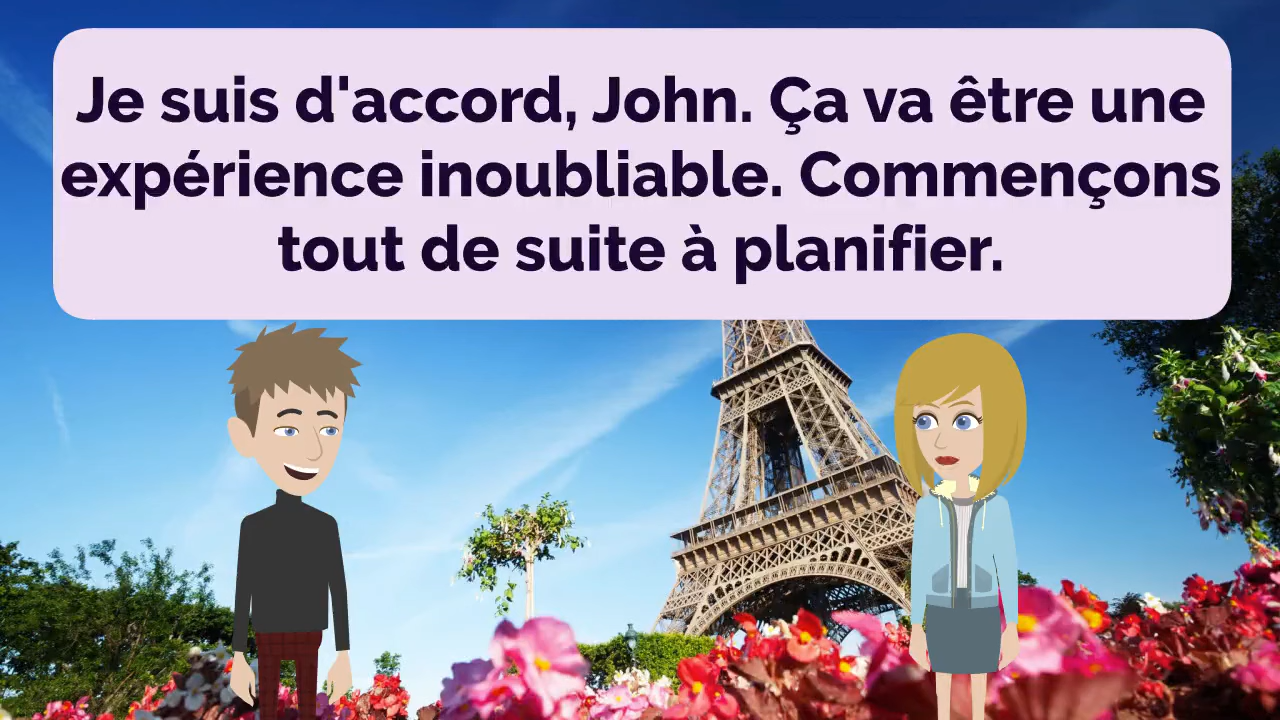 Je suis d'accord, John. Ça va être une
expérience inoubliable. Commençons
tout de suite à planifier.